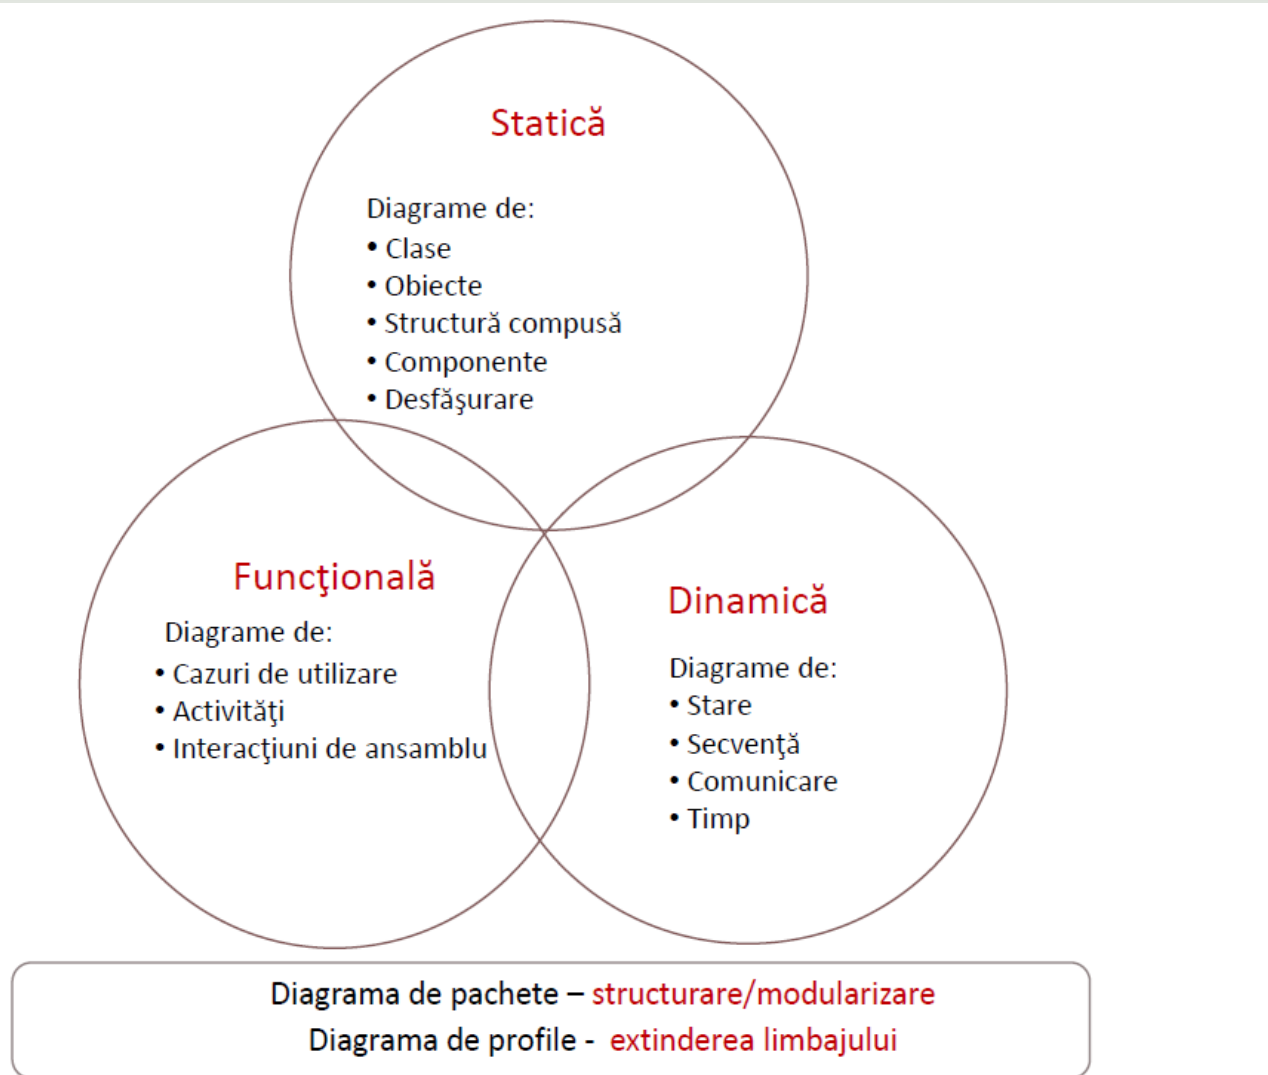 Statică
Diagrame de:
• Clase
• Obiecte
• Structură compusă
• Componente
• Desfăşurare
Funcţională
Diagrame de:
• Cazuri de utilizare
• Activităţi
• Interacţiuni de ansamblu
Dinamică
Diagrame de:
• Stare
• Secvenţă
• Comunicare
• Timp
Diagrama de pachete – structurare/modularizare
Diagrama de profile - extinderea limbajului